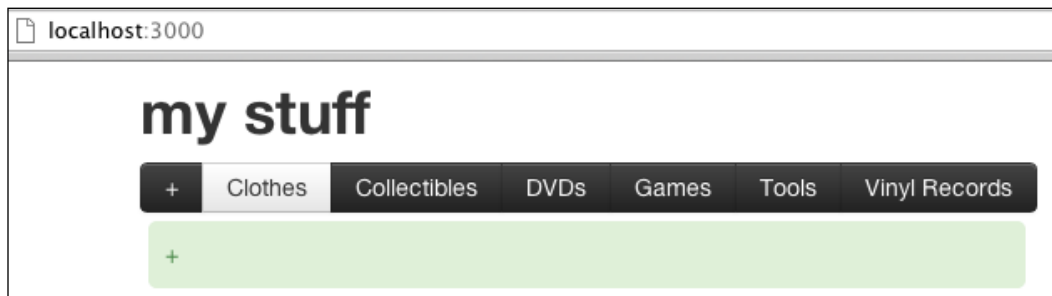 localhost:3000
my stuff
+ Clothes Collectibles DVDs Games Tools Vinyl Records
+